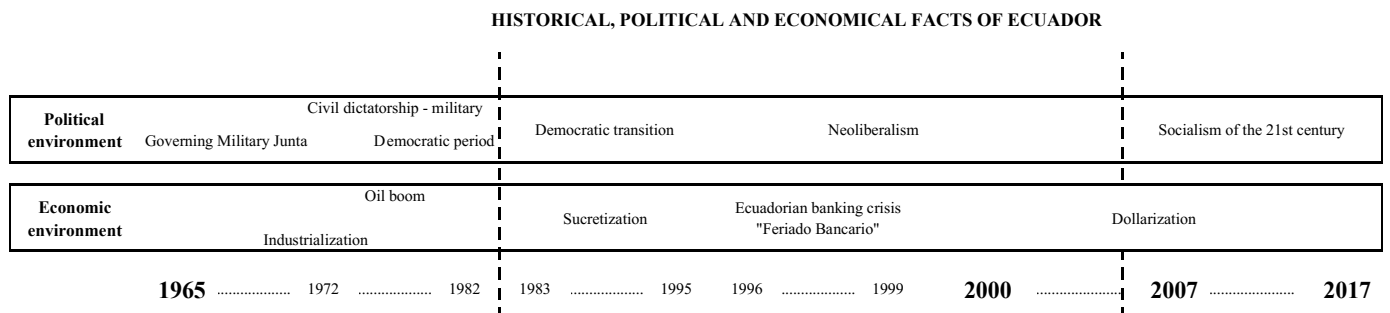 HISTORICAL, POLITICAL AND ECONOMICAL FACTS OF ECUADOR
Political
environment
Civil dictatorship - military
Governing Military Junta
Democratic period
Democratic transition
Neoliberalism
Socialism of the 21st century
Economic
environment
Oil boom
Industrialization
Sucretization
Ecuadorian banking crisis
"Feriado Bancario"
Dollarization
1965 ................... 1972 ................... 1982 1983 ................... 1995 1996 ................... 1999 2000 ...................... 2007 ...................... 2017